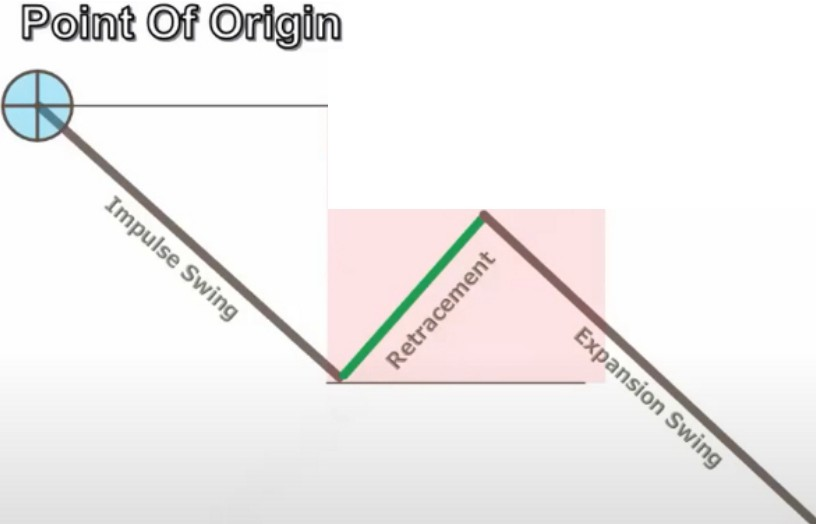 Point Of Origin
Impulse Swing
Retracement
Expansion Swing